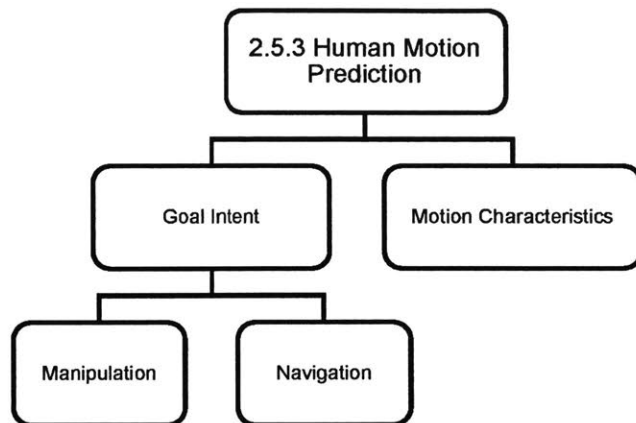 2.5.3 Human Motion
Prediction
Goal Intent
Motion Characteristics
Manipulation
Navigation